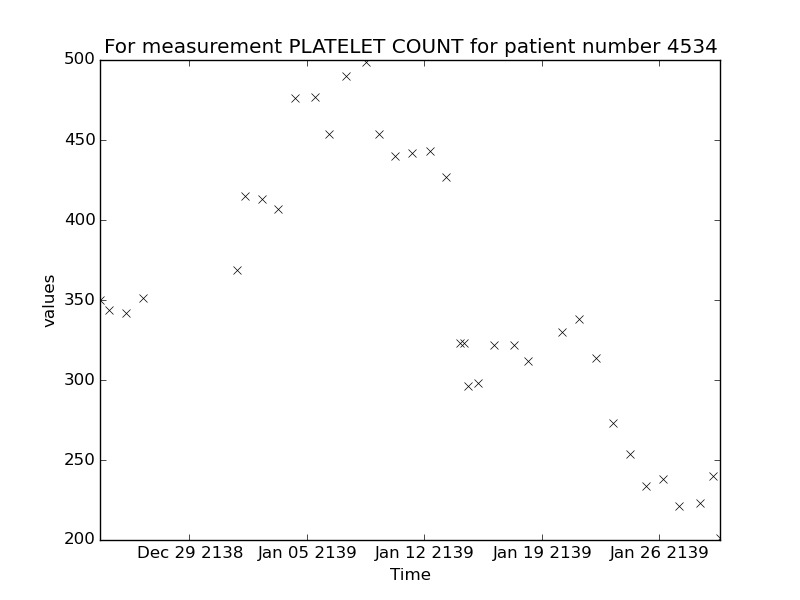 For measurement PLATELET COUNT for patient number 4534
500
450
400
350
300
250
200
values
Dec 29 2138 Jan 05 2139 Jan 12 2139 Jan 19 2139 Jan 26 2139
Time